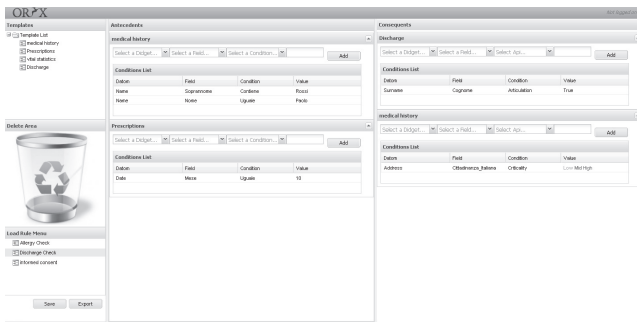 ORYX
Templates
Template List
medical history
Prescriptions
vital statistics
Discharge
Delete Area
Load Rule Menu
Allergy Check
Discharge Check
Informed consent
Save Export
Antecedents
medical history
Select a Didget... Select a Field... Select a Condition... Add
Conditions List
Datom Field Condition Value
Name Soprannome Contiene Rossi
Name Nome Uguale Paolo
Prescriptions
Select a Didget... Select a Field... Select a Condition... Add
Conditions List
Datom Field Condition Value
Date Mese Uguale 10
Consequents
Discharge
Select a Didget... Select a Field... Select Api... Add
Conditions List
Datom Field Condition Value
Surname Cognome Articulation True
medical history
Select a Didget... Select a Field... Select Api... Add
Conditions List
Datom Field Condition Value
Address Cittadinanza_Italiana Criticality Low Mid High